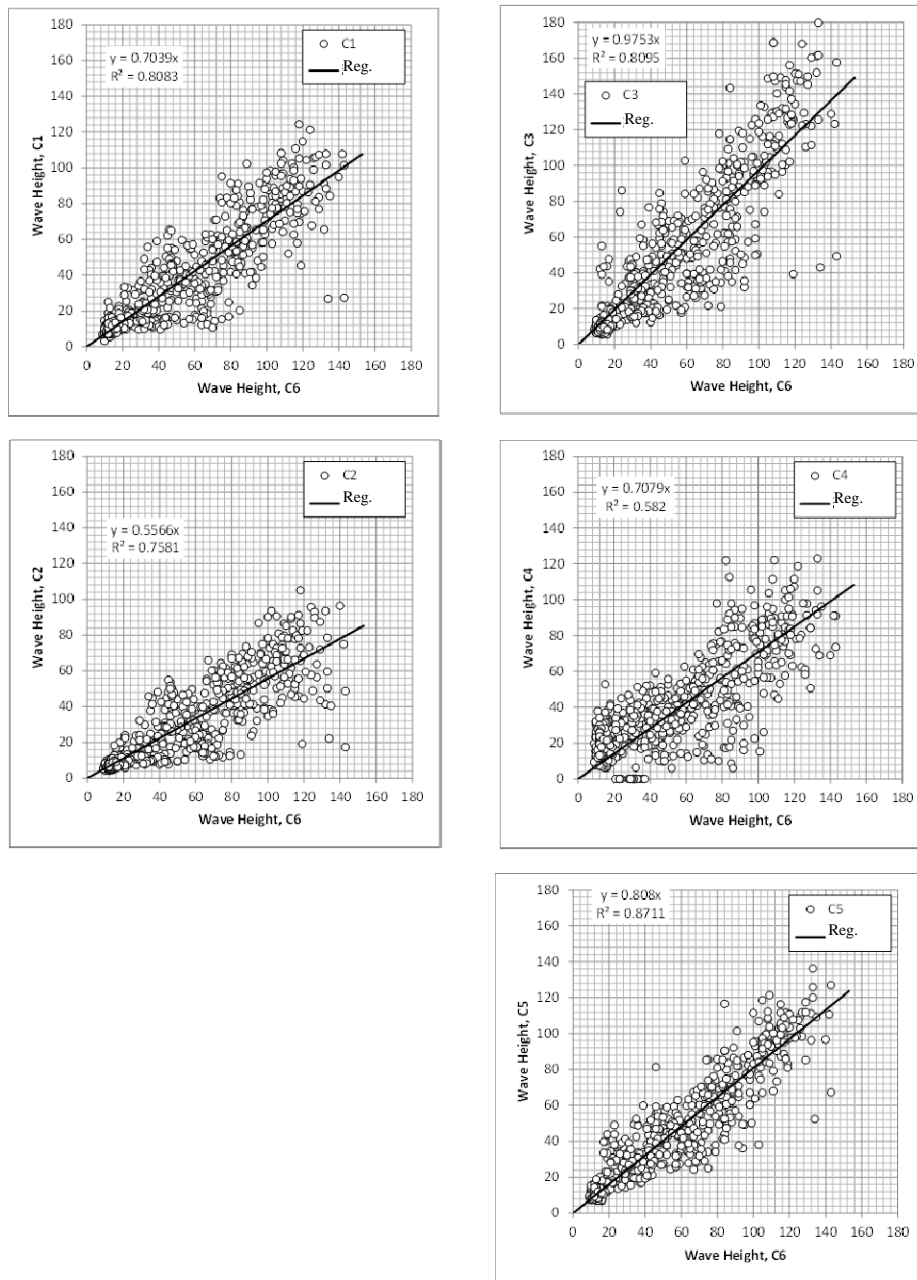 y = 0.7039x
R² = 0.8083
C1
Reg.
Wave Height, C1
180
160
140
120
100
80
60
40
20
0
0 20 40 60 80 100 120 140 160 180
Wave Height, C6
y = 0.9753x
R² = 0.8095
C3
Reg.
Wave Height, C3
180
160
140
120
100
80
60
40
20
0
0 20 40 60 80 100 120 140 160 180
Wave Height, C6
y = 0.5566x
R² = 0.7581
C2
Reg.
Wave Height, C2
180
160
140
120
100
80
60
40
20
0
0 20 40 60 80 100 120 140 160 180
Wave Height, C6
y = 0.7079x
R² = 0.582
C4
Reg.
Wave Height, C4
180
160
140
120
100
80
60
40
20
0
0 20 40 60 80 100 120 140 160 180
Wave Height, C6
y = 0.808x
R² = 0.8711
C5
Reg.
Wave Height, C5
180
160
140
120
100
80
60
40
20
0
0 20 40 60 80 100 120 140 160 180
Wave Height, C6